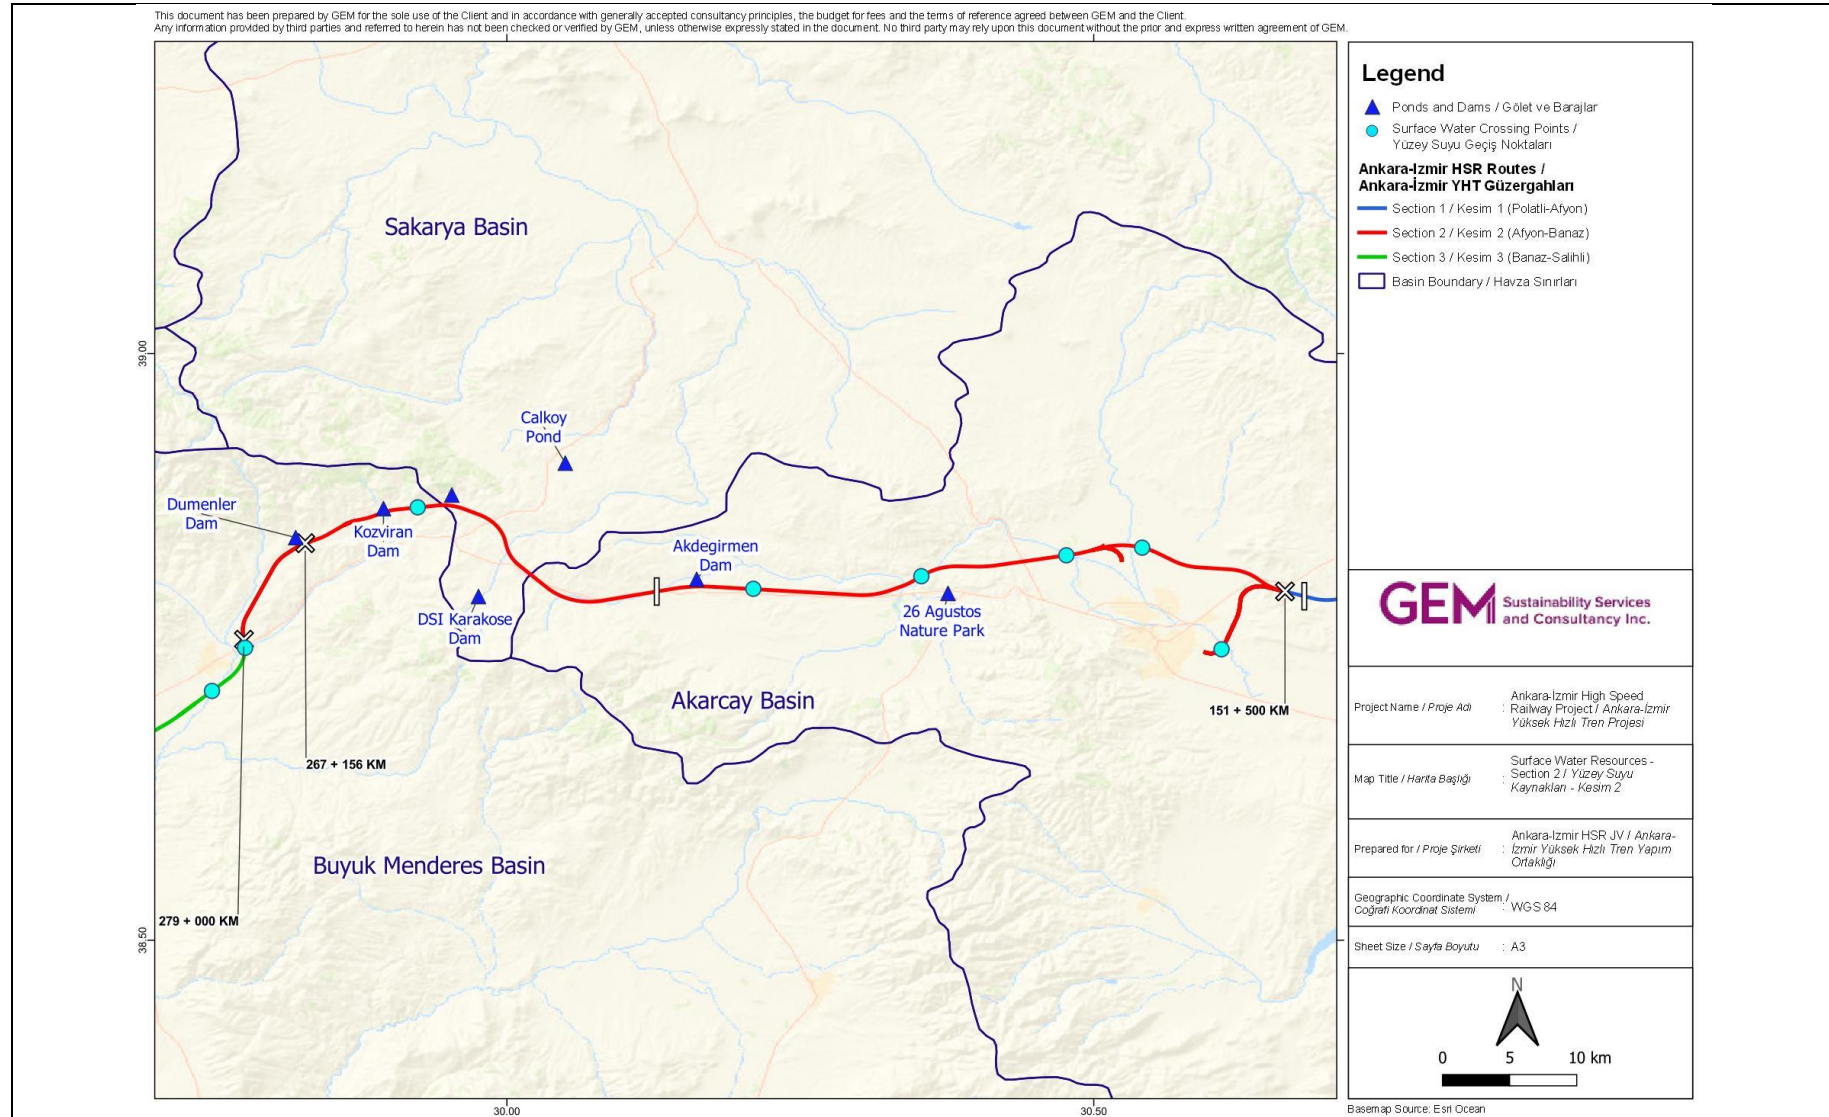 This document has been prepared by GEM for the sole use of the Client and in accordance with generally accepted consultancy principles, the budget for fees and the terms of reference agreed between GEM and the Client.
Any information provided by third parties and referred to herein has not been checked or verified by GEM, unless otherwise expressly stated in the document. No third party may rely upon this document without the prior and express written agreement of GEM.
Sakarya Basin
39.00
Calkoy
Pond
Dumenler
Dam
Kozviran
Dam
Akdegirmen
Dam
DSI Karakose
Dam
26 Agustos
Nature Park
Akarcay Basin
151 + 500 KM
267 + 156 KM
Buyuk Menderes Basin
279 + 000 KM
38.50
30.00
30.50
Legend
Ponds and Dams / Gölet ve Barajlar
Surface Water Crossing Points /
Yüzey Suyu Geçiş Noktaları
Ankara-Izmir HSR Routes /
Ankara-İzmir YHT Güzergahları
Section 1 / Kesim 1 (Polatli-Afyon)
Section 2 / Kesim 2 (Afyon-Banaz)
Section 3 / Kesim 3 (Banaz-Salihli)
Basin Boundary / Havza Sınırları
GEM Sustainability Services
and Consultancy Inc.
Project Name / Proje Adı : Ankara-İzmir High Speed
Railway Project / Ankara-İzmir
Yüksek Hızlı Tren Projesi
Map Title / Harita Başlığı : Surface Water Resources -
Section 2 / Yüzey Suyu
Kaynakları - Kesim 2
Prepared for / Proje Şirketi : Ankara-Izmir HSR JV / Ankara-
İzmir Yüksek Hızlı Tren Yapım
Ortaklığı
Geographic Coordinate System /
Coğrafi Koordinat Sistemi : WGS 84
Sheet Size / Sayfa Boyutu : A3
N
0 5 10 km
Basemap Source: Esri Ocean